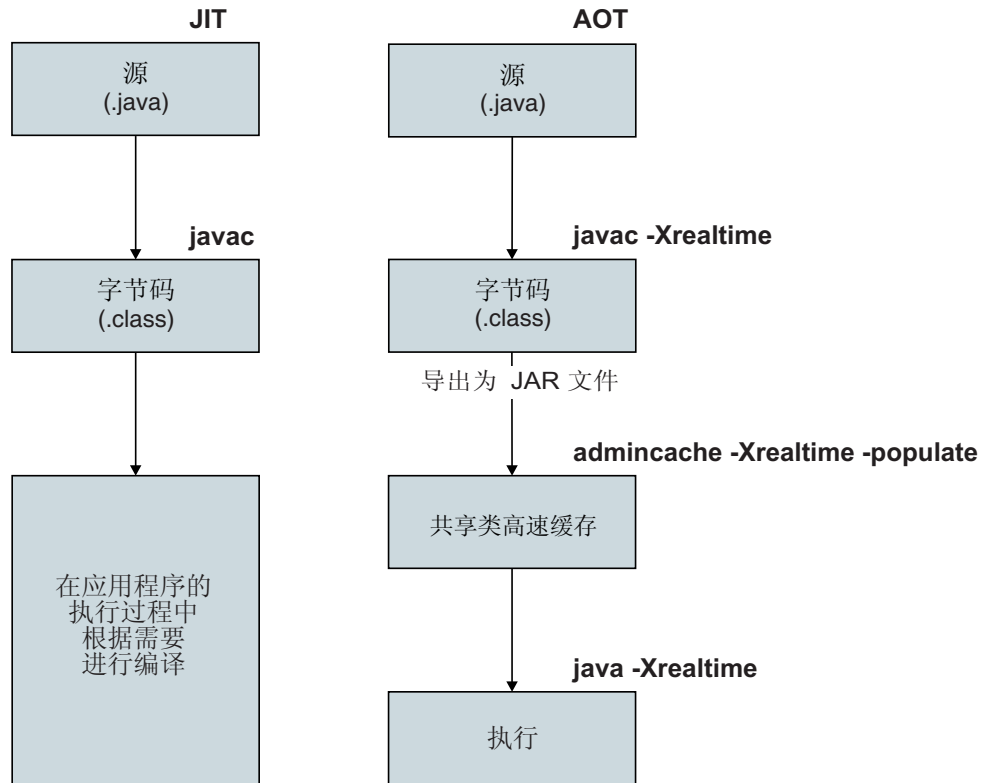 JIT
源
(.java)
javac
字节码
(.class)
在应用程序的
执行过程中
根据需要
进行编译
AOT
源
(.java)
javac -Xrealtime
字节码
(.class)
导出为 JAR 文件
admincache -Xrealtime -populate
共享类高速缓存
java -Xrealtime
执行